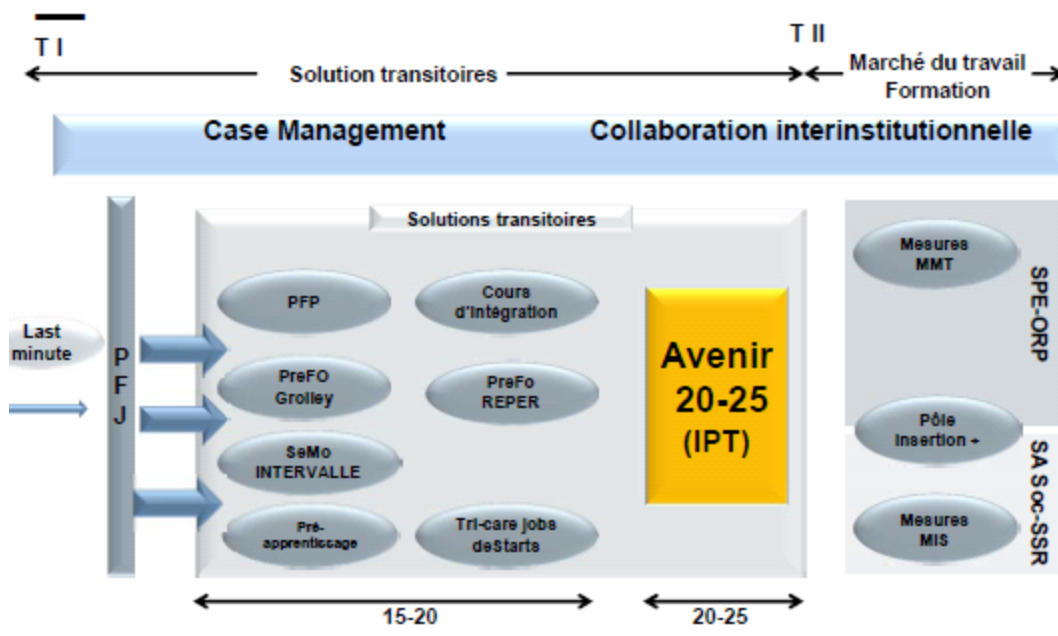 T I
T II
Solution transitoires
Marché du travail
Formation
Case Management
Collaboration interinstitutionnelle
Solutions transitoires
Last
minute
P
F
J
PFP
Cours
d'Intégration
PreFO
Grolley
PreFo
REPER
SeMo
INTERVALLE
Pré-
apprentissage
Tri-care jobs
deStarts
Avenir
20-25
(IPT)
Mesures
MMT
SPE-ORP
Pôle
Insertion +
Mesures
MIS
SA Soc-SSR
15-20
20-25